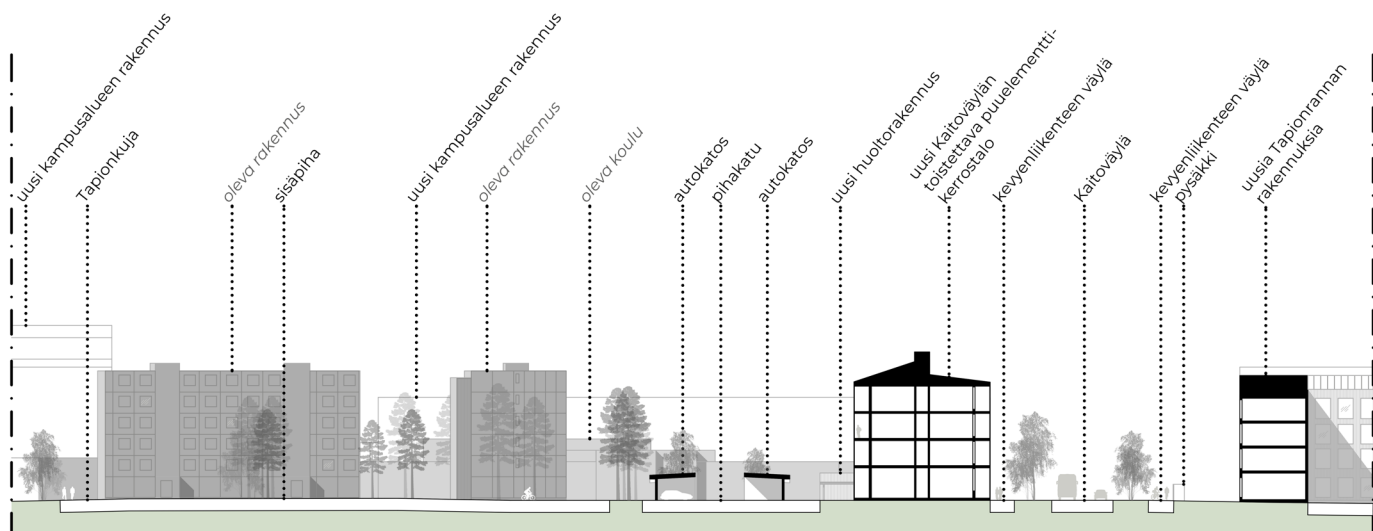 uusi kampusalueen rakennus
Tapionkuja
oleva rakennus
sisäpiha
uusi kampusalueen rakennus
oleva rakennus
oleva koulu
autokatos
pihakatu
autokatos
uusi huoltorakennus
uusi Kaitoväylän
toistettava puuelementti-
kerrostalo
kevyenliikenteen väylä
Kaitoväylä
kevyenliikenteen väylä
pysäkki
uusia Tapionrannan
rakennuksia